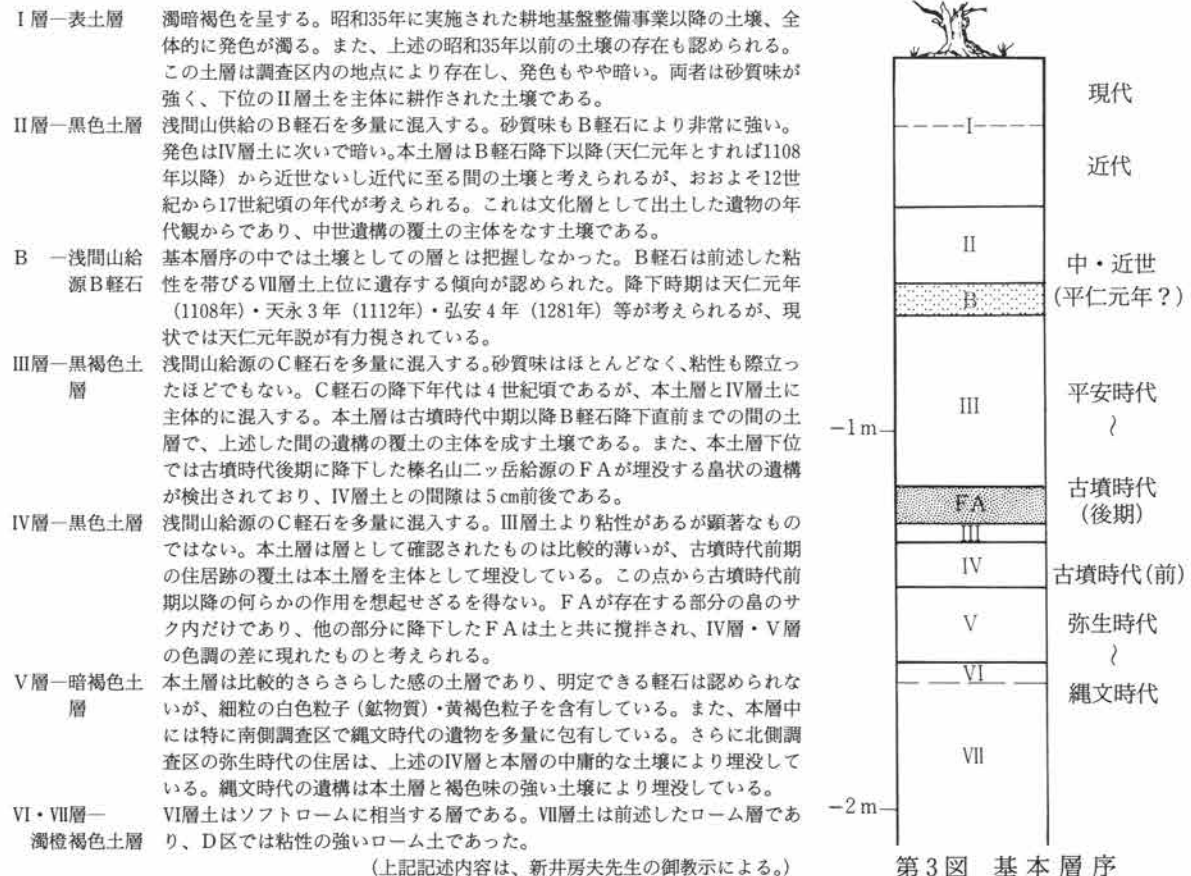 I層―表土層　濁暗褐色を呈する。昭和35年に実施された耕地基盤整備事業以降の土壌、全
体的に発色が濁る。また、上述の昭和35年以前の土壌の存在も認められる。
この土層は調査区内の地点により存在し、発色もやや暗い。両者は砂質味が
強く、下位のII層土を主体に耕作された土壌である。
II層―黒色土層　浅間山供給のB軽石を多量に混入する。砂質味もB軽石により非常に強い。
発色はIV層土に次いで暗い。本土層はB軽石降下以降(天仁元年とすれば1108
年以降）から近世ないし近代に至る間の土壌と考えられるが、おおよそ12世
紀から17世紀頃の年代が考えられる。これは文化層として出土した遺物の年
代観からであり、中世遺構の覆土の主体をなす土壌である。
B　―浅間山給　基本層序の中では土壌としての層とは把握しなかった。B軽石は前述した粘
源B軽石　性を帯びるVII層土上位に遺存する傾向が認められた。降下時期は天仁元年
（1108年）・天永3年（1112年）・弘安4年（1281年）等が考えられるが、現
状では天仁元年説が有力視されている。
III層―黒褐色土　浅間山給源のC軽石を多量に混入する。砂質味はほとんどなく、粘性も際立っ
層　たほどでもない。C軽石の降下年代は4世紀頃であるが、本土層とIV層土に
主体的に混入する。本土層は古墳時代中期以降B軽石降下直前までの間の土
層で、上述した間の遺構の覆土の主体を成す土壌である。また、本土層下位
では古墳時代後期に降下した榛名山二ッ岳給源のFAが埋没する畠状の遺構
が検出されており、IV層土との間隙は5㎝前後である。
IV層―黒色土層　浅間山給源のC軽石を多量に混入する。III層土より粘性があるが顕著なもの
ではない。本土層は層として確認されたものは比較的薄いが、古墳時代前期
の住居跡の覆土は本土層を主体として埋没している。この点から古墳時代前
期以降の何らかの作用を想起せざるを得ない。FAが存在する部分の畠のサ
ク内だけであり、他の部分に降下したFAは土と共に攪拌され、IV層・V層
の色調の差に現れたものと考えられる。
V層―暗褐色土　本土層は比較的さらさらした感の土層であり、明定できる軽石は認められな
層　いが、細粒の白色粒子（鉱物質）・黄褐色粒子を含有している。また、本層中
には特に南側調査区で縄文時代の遺物を多量に包有している。さらに北側調
査区の弥生時代の住居は、上述のIV層と本層の中庸的な土壌により埋没して
いる。縄文時代の遺構は本土層と褐色味の強い土壌により埋没している。
VI・VII層―　VI層土はソフトロームに相当する層である。VII層土は前述したローム層であ
濁橙褐色土層　り、D区では粘性の強いローム土であった。
（上記記述内容は、新井房夫先生の御教示による。）
現代
I
近代
II
中・近世
B
(平仁元年？)
平安時代
III
−1m
〜
古墳時代
FA
(後期)
III
IV
古墳時代(前)
V
弥生時代
〜
VI
縄文時代
VII
−2m
第3図　基本層序